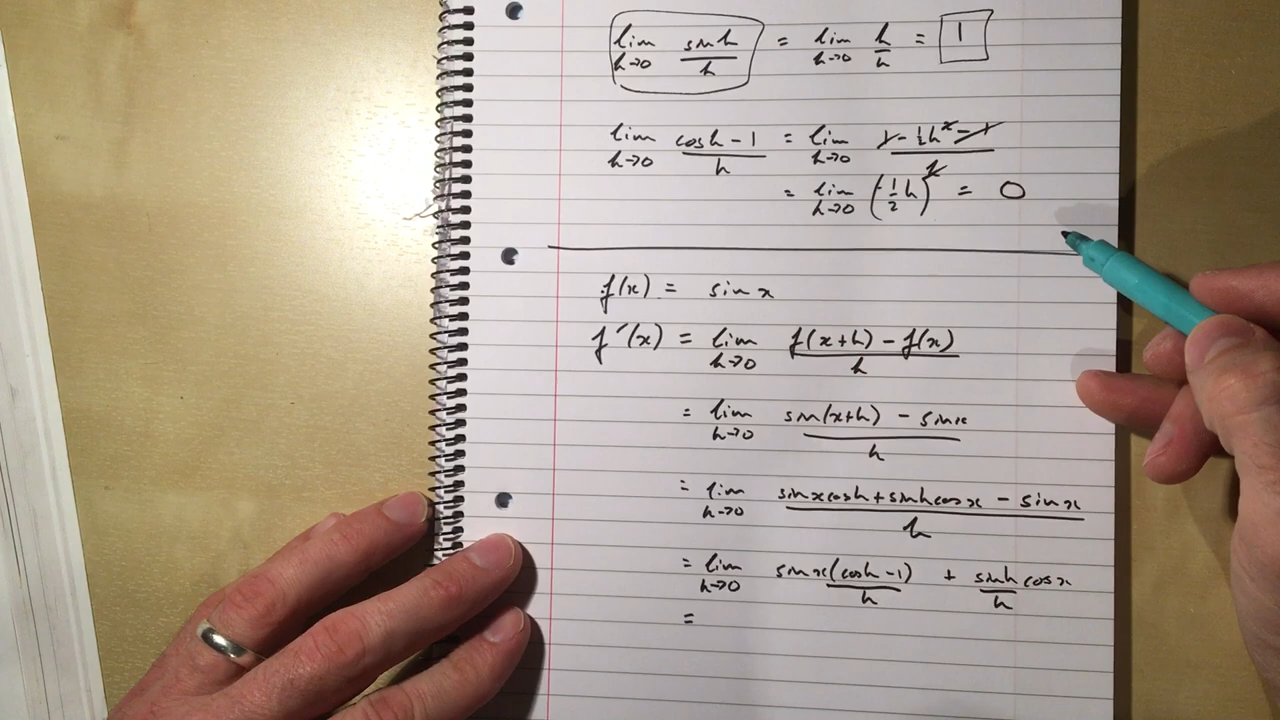 lim h→0 sin h / h = lim h→0 h / h = 1
lim h→0 cos h − 1 / h = lim h→0 1 − ½h² − 1 / h
= lim h→0 (−½h) = 0
f(x) = sin x
f′(x) = lim h→0 f(x+h) − f(x) / h
= lim h→0 sin(x+h) − sin x / h
= lim h→0 sin x cos h + sin h cos x − sin x / h
= lim h→0 sin x (cos h − 1) / h + sin h / h cos x
=